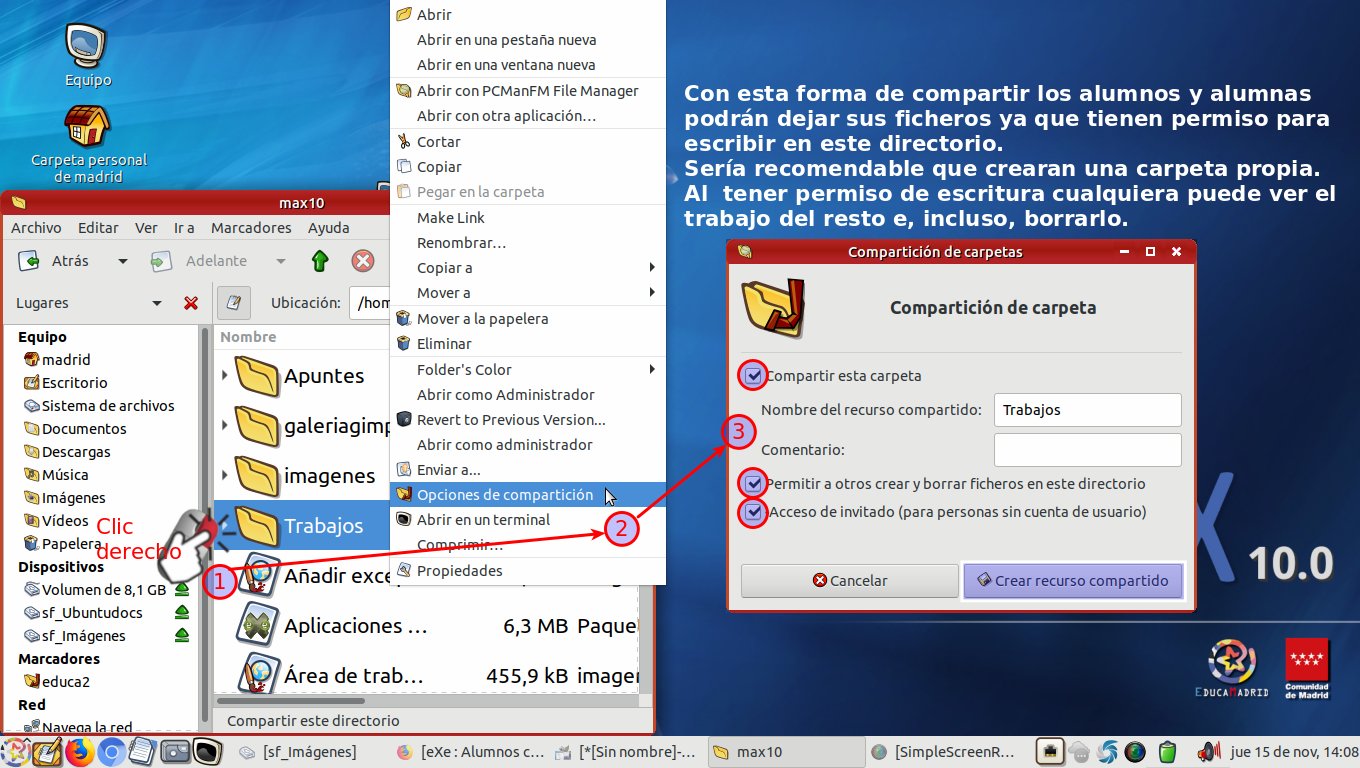 Equipo
Carpeta personal
de madrid
Abrir
Abrir en una pestaña nueva
Abrir en una ventana nueva
Abrir con PCManFM File Manager
Abrir con otra aplicación…
Cortar
Copiar
Pegar en la carpeta
Make Link
Renombrar…
Copiar a
Mover a
Mover a la papelera
Eliminar
Folder's Color
Abrir como Administrador
Revert to Previous Version...
Abrir como administrador
Enviar a...
Opciones de compartición
Abrir en un terminal
Comprimir…
Propiedades
Con esta forma de compartir los alumnos y alumnas
podrán dejar sus ficheros ya que tienen permiso para
escribir en este directorio.
Sería recomendable que crearan una carpeta propia.
Al tener permiso de escritura cualquiera puede ver el
trabajo del resto e, incluso, borrarlo.
max10
Archivo Editar Ver Ir a Marcadores Ayuda
Atrás Adelante
Lugares Ubicación: /hom
Equipo
madrid
Escritorio
Sistema de archivos
Documentos
Descargas
Música
Imágenes
Vídeos
Papelera
Dispositivos
Volumen de 8,1 GB
sf_Ubuntudocs
sf_Imágenes
Marcadores
educa2
Red
Navega la red
Nombre
Apuntes
galeriagimp
imagenes
Trabajos
Añadir exce
Aplicaciones … 6,3 MB Paque
Área de trab… 455,9 kB image
Compartir este directorio
Clic
derecho
1
2
3
Compartición de carpetas
Compartición de carpeta
Compartir esta carpeta
Nombre del recurso compartido: Trabajos
Comentario:
Permitir a otros crear y borrar ficheros en este directorio
Acceso de invitado (para personas sin cuenta de usuario)
Cancelar Crear recurso compartido
X 10.0
EDUCAMADRID
Comunidad
de Madrid
[sf_Imágenes] [eXe : Alumnos c… [*[Sin nombre]-… max10 [SimpleScreenR… jue 15 de nov, 14:08